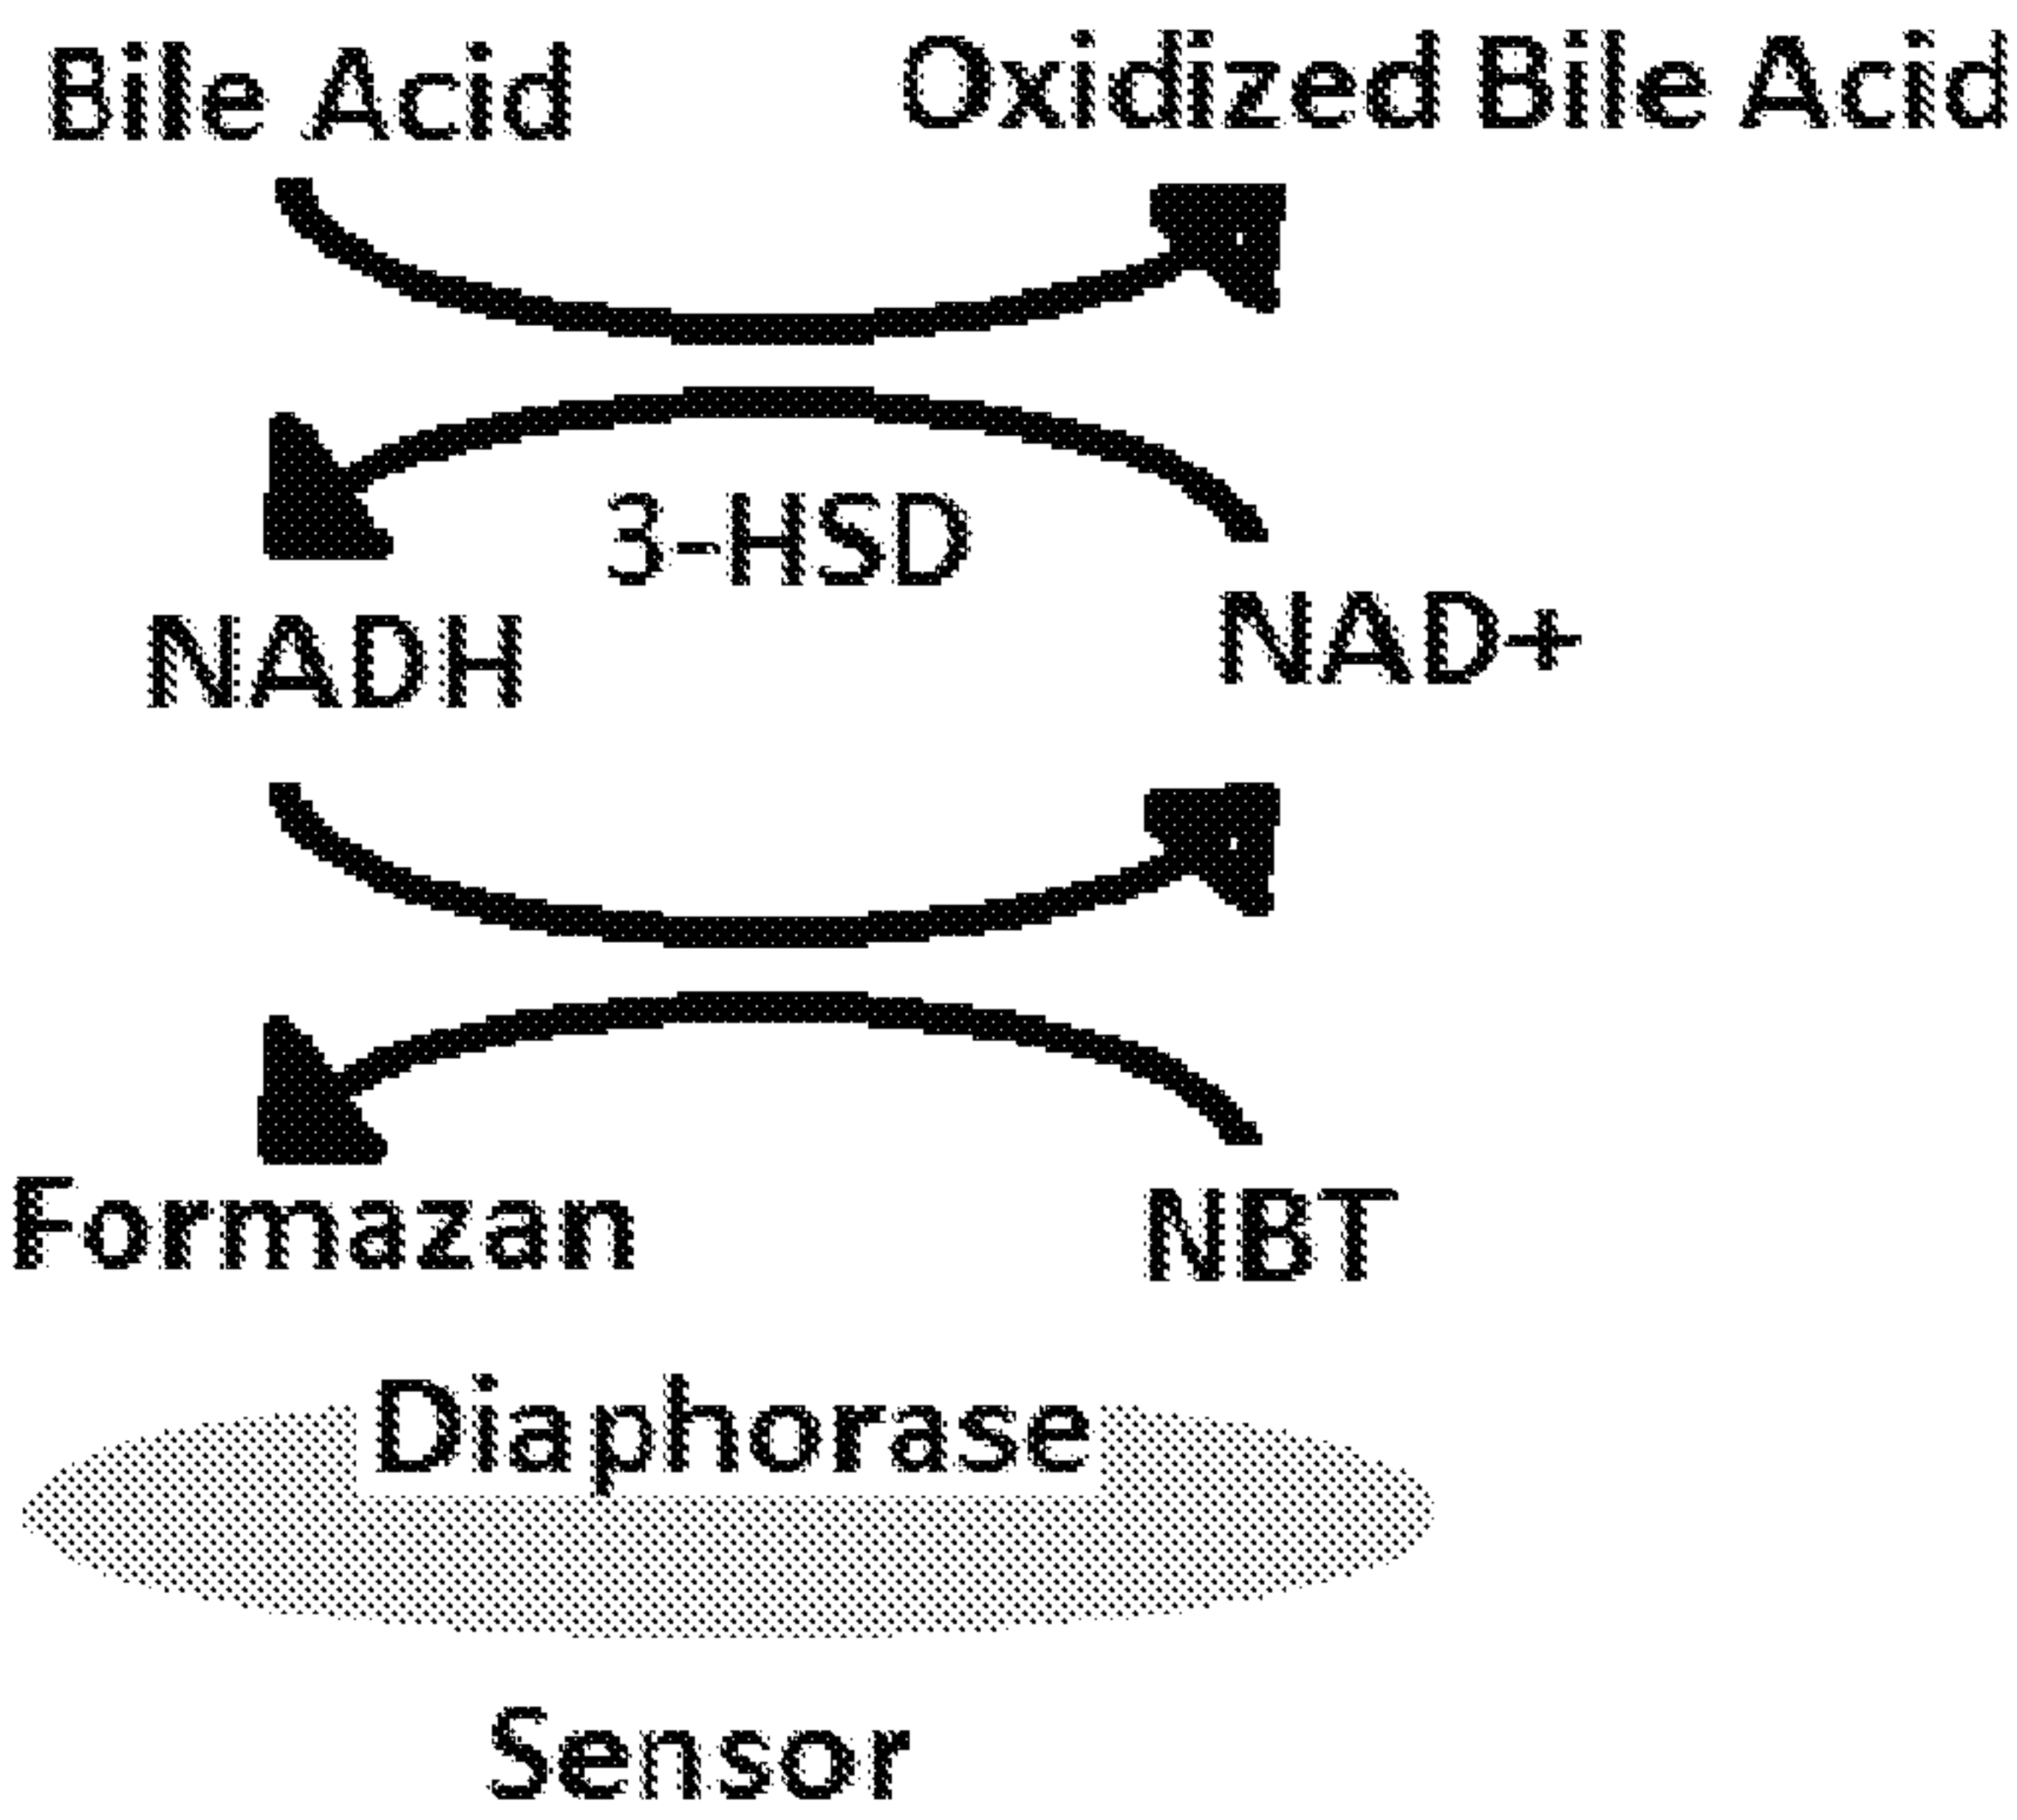 Bile Acid
Oxidized Bile Acid
3-HSD
NADH
NAD+
Formazan
NBT
Diaphorase
Sensor